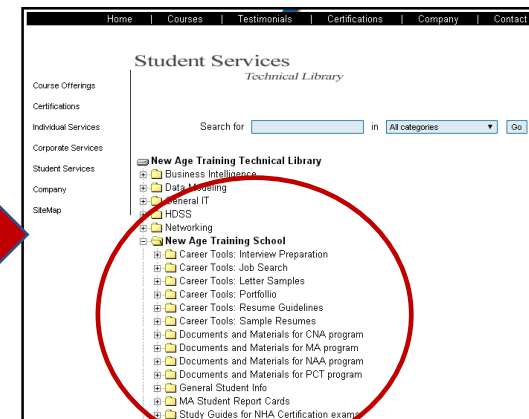 Home | Courses | Testimonials | Certifications | Company | Contact
Student Services
Technical Library
Course Offerings
Certifications
Individual Services
Corporate Services
Student Services
Company
SiteMap
Search for in All categories Go
New Age Training Technical Library
Business Intelligence
Data Modeling
General IT
HDSS
Networking
New Age Training School
Career Tools: Interview Preparation
Career Tools: Job Search
Career Tools: Letter Samples
Career Tools: Portfollio
Career Tools: Resume Guidelines
Career Tools: Sample Resumes
Documents and Materials for CNA program
Documents and Materials for MA program
Documents and Materials for NAA program
Documents and Materials for PCT program
General Student Info
MA Student Report Cards
Study Guides for NHA Certification exams